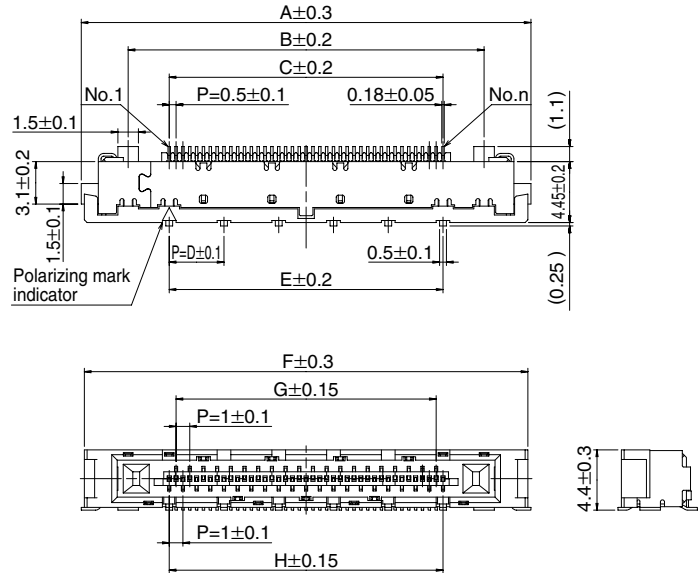 A±0.3
B±0.2
C±0.2
No.1
P=0.5±0.1
0.18±0.05
No.n
(1.1)
1.5±0.1
3.1±0.2
1.5±0.1
4.45±0.2
P=D±0.1
0.5±0.1
Polarizing mark
indicator
E±0.2
(0.25)
F±0.3
G±0.15
P=1±0.1
4.4±0.3
P=1±0.1
H±0.15